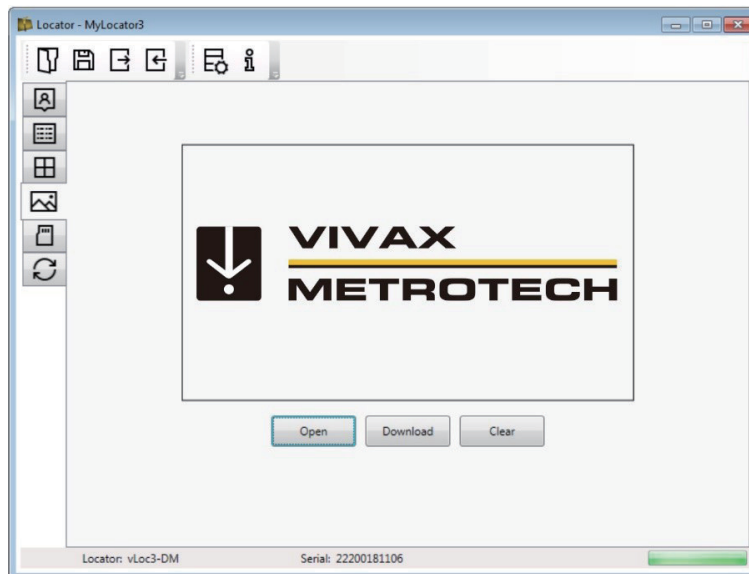 Locator - MyLocator3
VIVAX
METROTECH
Open Download Clear
Locator: vLoc3-DM Serial: 22200181106